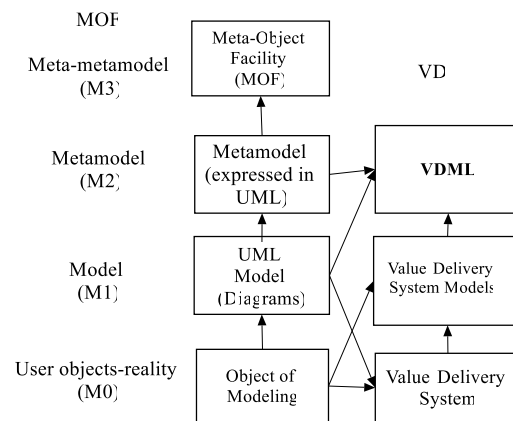 MOF
Meta-metamodel
(M3)
Meta-Object
Facility
(MOF)
VD
Metamodel
(M2)
Metamodel
(expressed in
UML)
VDML
Model
(M1)
UML
Model
(Diagrams)
Value Delivery
System Models
User objects-reality
(M0)
Object of
Modeling
Value Delivery
System